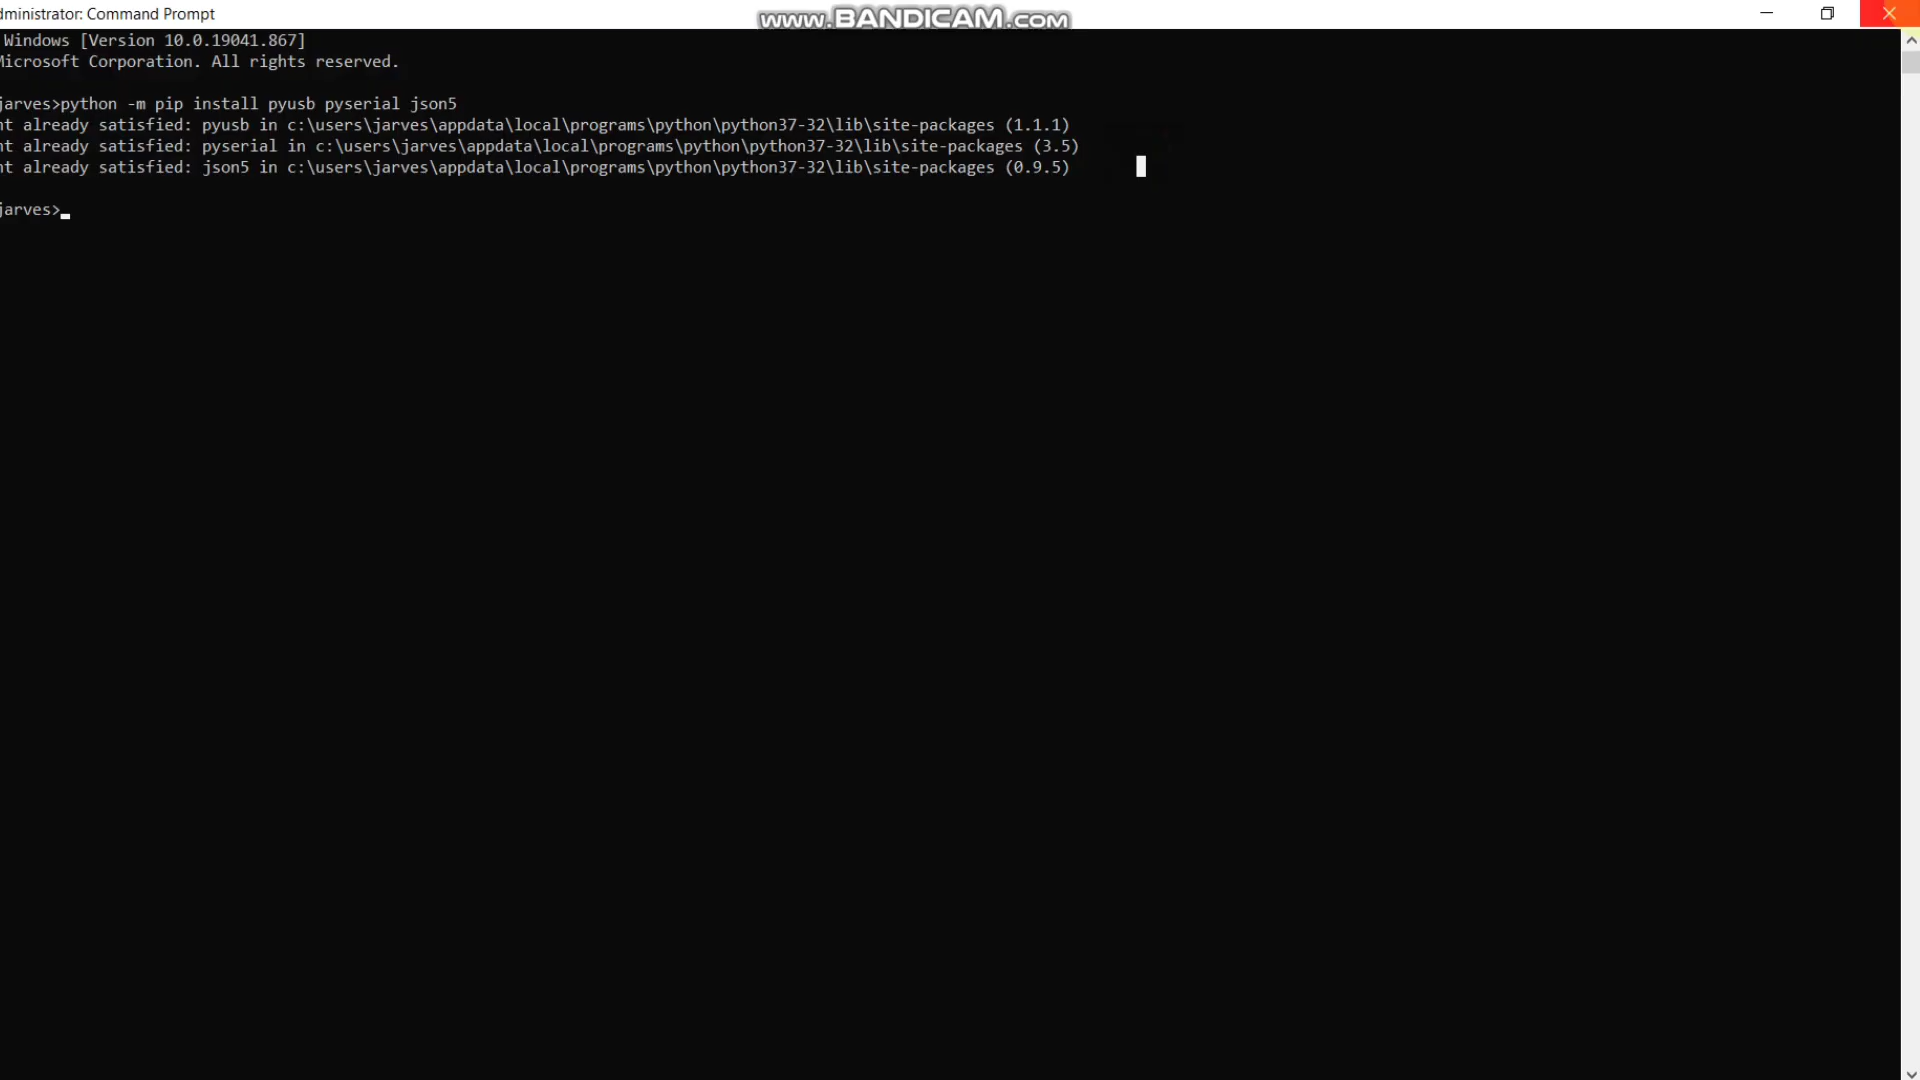 dministrator: Command Prompt
www.BANDICAM.com
Windows [Version 10.0.19041.867]
Microsoft Corporation. All rights reserved.
jarves>python -m pip install pyusb pyserial json5
nt already satisfied: pyusb in c:\users\jarves\appdata\local\programs\python\python37-32\lib\site-packages (1.1.1)
nt already satisfied: pyserial in c:\users\jarves\appdata\local\programs\python\python37-32\lib\site-packages (3.5)
nt already satisfied: json5 in c:\users\jarves\appdata\local\programs\python\python37-32\lib\site-packages (0.9.5)
jarves>